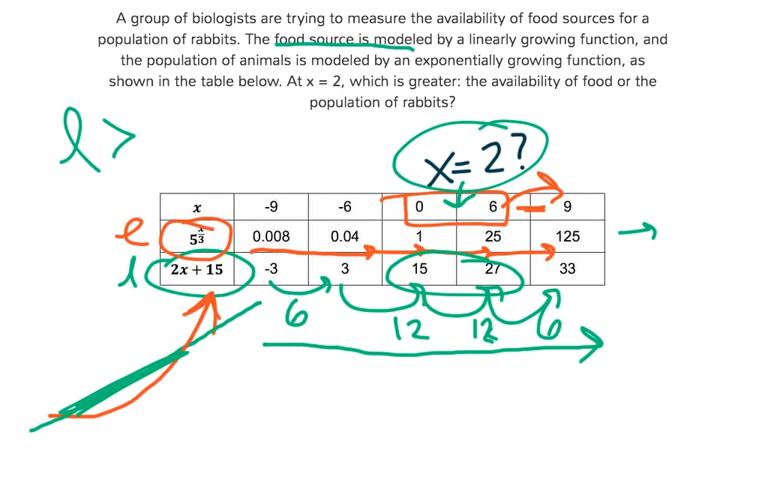 A group of biologists are trying to measure the availability of food sources for a
population of rabbits. The food source is modeled by a linearly growing function, and
the population of animals is modeled by an exponentially growing function, as
shown in the table below. At x = 2, which is greater: the availability of food or the
population of rabbits?
l >
x=2?
x -9 -6 0 6 9
e 5^(x/3) 0.008 0.04 1 25 125
l 2x + 15 -3 3 15 27 33
6 12 12 6